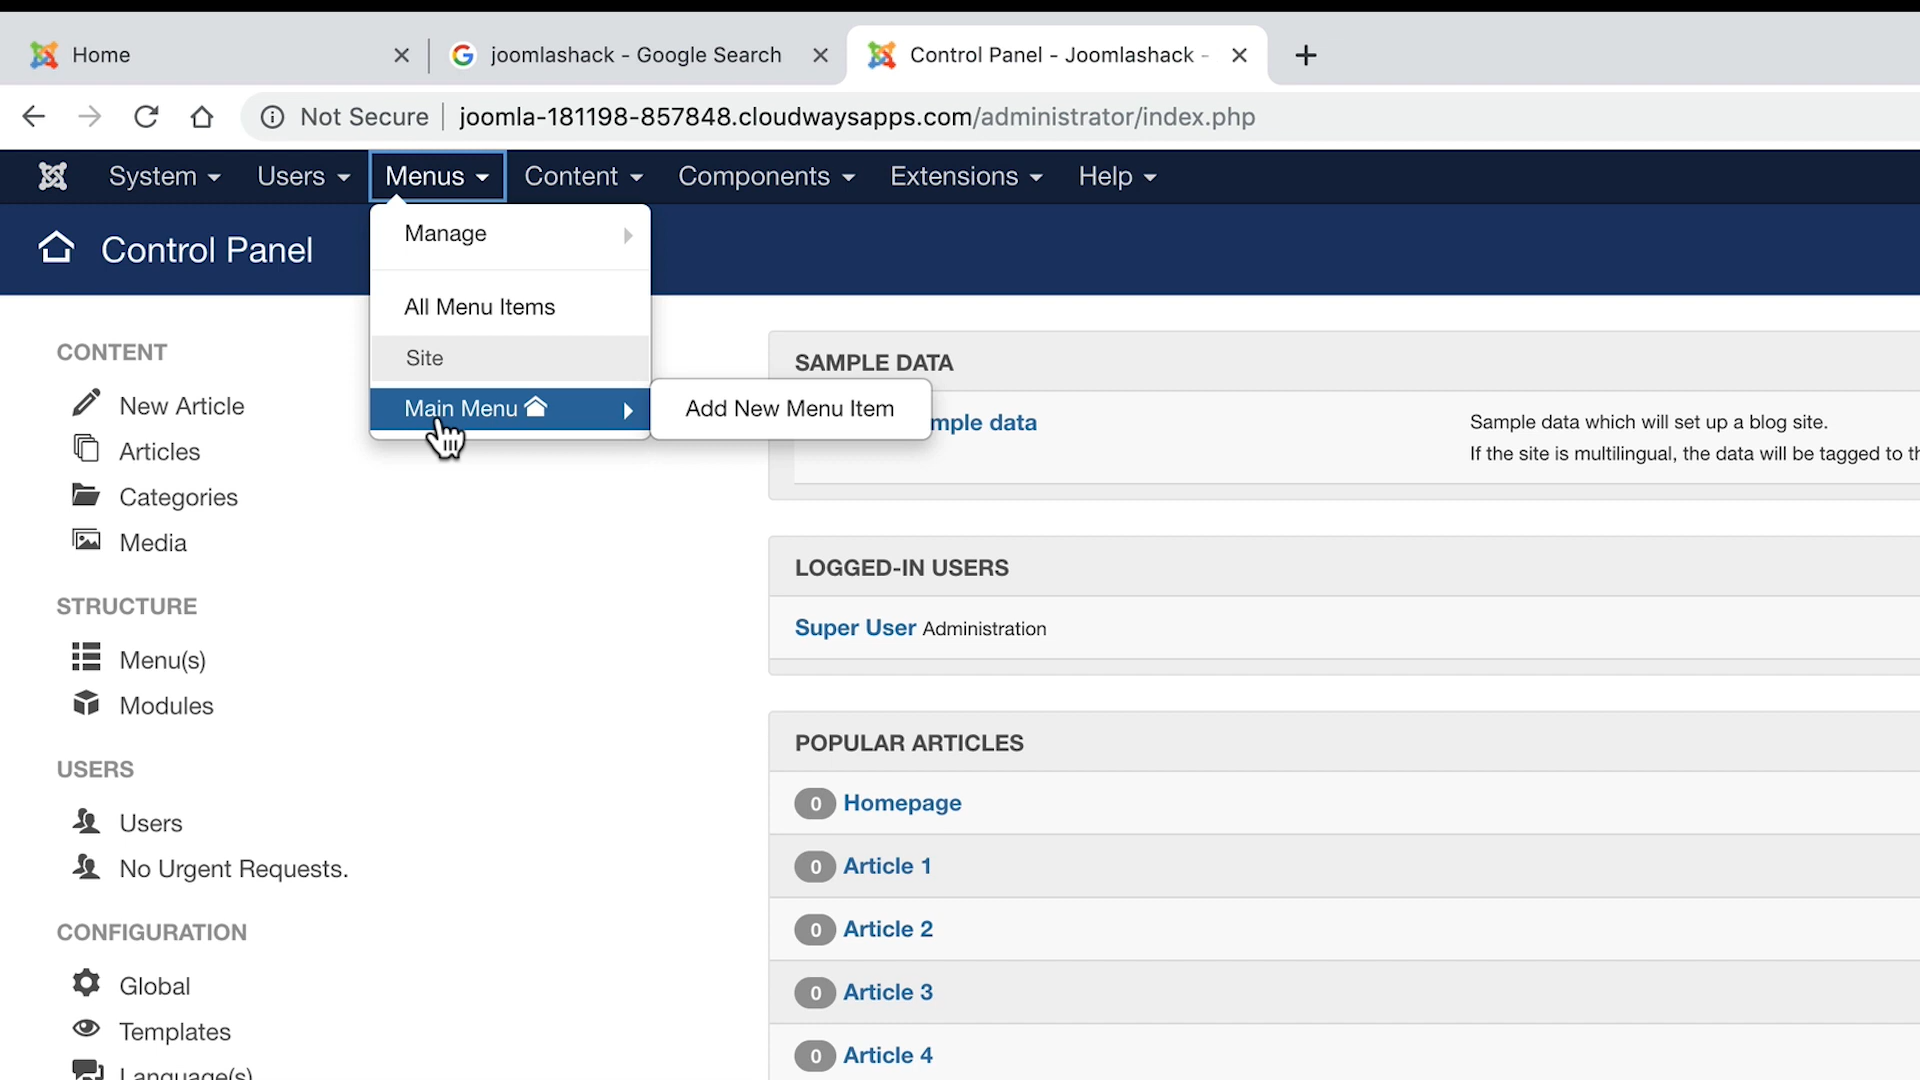 Home
joomlashack - Google Search
Control Panel - Joomlashack -
Not Secure
joomla-181198-857848.cloudwaysapps.com/administrator/index.php
System
Users
Menus
Content
Components
Extensions
Help
Control Panel
Manage
All Menu Items
Site
Main Menu
Add New Menu Item
CONTENT
New Article
Articles
Categories
Media
STRUCTURE
Menu(s)
Modules
USERS
Users
No Urgent Requests.
CONFIGURATION
Global
Templates
Language(s)
SAMPLE DATA
mple data
Sample data which will set up a blog site.
If the site is multilingual, the data will be tagged to th
LOGGED-IN USERS
Super User Administration
POPULAR ARTICLES
0 Homepage
0 Article 1
0 Article 2
0 Article 3
0 Article 4